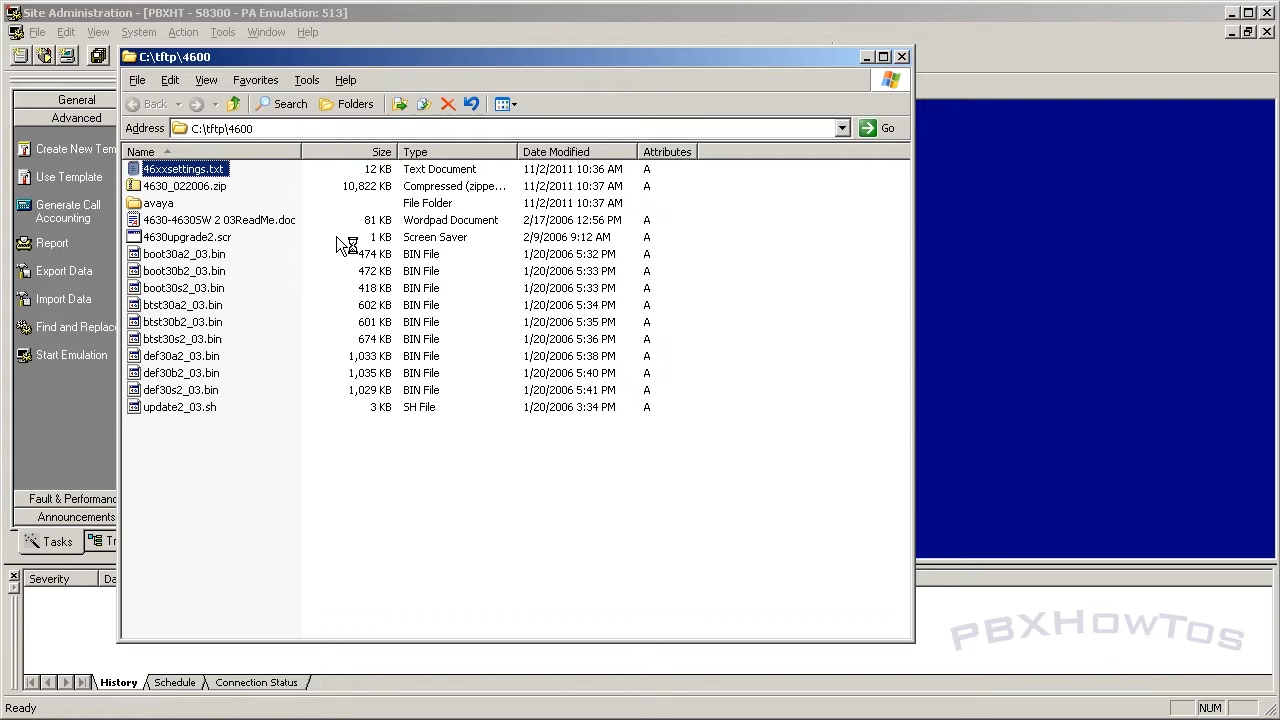 Site Administration - [PBXHT - S8300 - PA Emulation: 513]
File Edit View System Action Tools Window Help
C:\tftp\4600
File Edit View Favorites Tools Help
Back Search Folders
Address C:\tftp\4600 Go
Name Size Type Date Modified Attributes
46xxsettings.txt 12 KB Text Document 11/2/2011 10:36 AM A
4630_022006.zip 10,822 KB Compressed (zippe... 11/2/2011 10:37 AM A
avaya File Folder 11/2/2011 10:37 AM
4630-4630SW 2 03ReadMe.doc 81 KB Wordpad Document 2/17/2006 12:56 PM A
4630upgrade2.scr 1 KB Screen Saver 2/9/2006 9:12 AM A
boot30a2_03.bin 474 KB BIN File 1/20/2006 5:32 PM A
boot30b2_03.bin 472 KB BIN File 1/20/2006 5:33 PM A
boot30s2_03.bin 418 KB BIN File 1/20/2006 5:33 PM A
btst30a2_03.bin 602 KB BIN File 1/20/2006 5:34 PM A
btst30b2_03.bin 601 KB BIN File 1/20/2006 5:35 PM A
btst30s2_03.bin 674 KB BIN File 1/20/2006 5:36 PM A
def30a2_03.bin 1,033 KB BIN File 1/20/2006 5:38 PM A
def30b2_03.bin 1,035 KB BIN File 1/20/2006 5:40 PM A
def30s2_03.bin 1,029 KB BIN File 1/20/2006 5:41 PM A
update2_03.sh 3 KB SH File 1/20/2006 3:34 PM A
General
Advanced
Create New Tem
Use Template
Generate Call
Accounting
Report
Export Data
Import Data
Find and Replac
Start Emulation
Fault & Performanc
Announcements
Tasks Tr
Severity Da
PBXHowTos
History Schedule Connection Status
Ready NUM